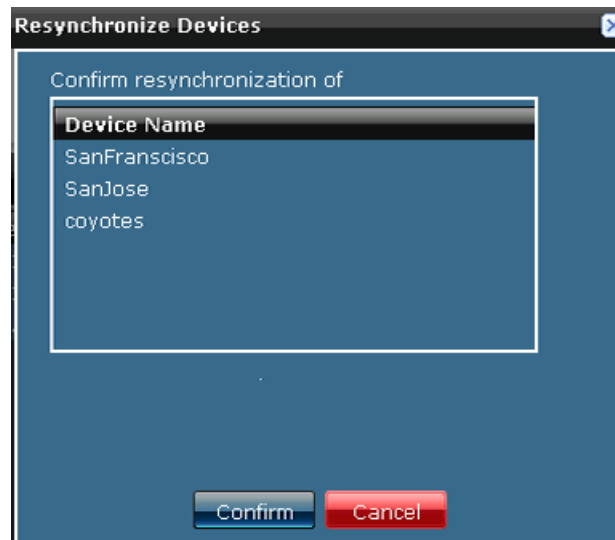 Resynchronize Devices
Confirm resynchronization of
Device Name
SanFranscisco
SanJose
coyotes
Confirm
Cancel